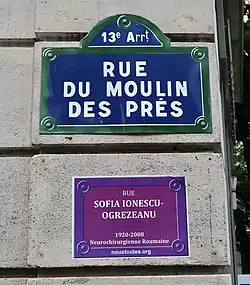 13e Arrt
RUE
DU MOULIN
DES PRÉS
RUE
SOFIA IONESCU-
OGREZEANU
1920-2008
Neurochirurgienne Roumaine
noustoutes.org